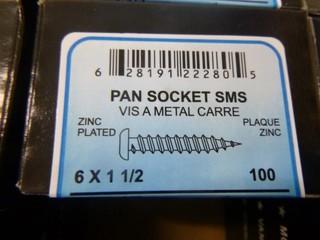 6 28191 22280 5
PAN SOCKET SMS
VIS A METAL CARRE
ZINC PLATED
PLAQUE ZINC
6 X 1 1/2 100